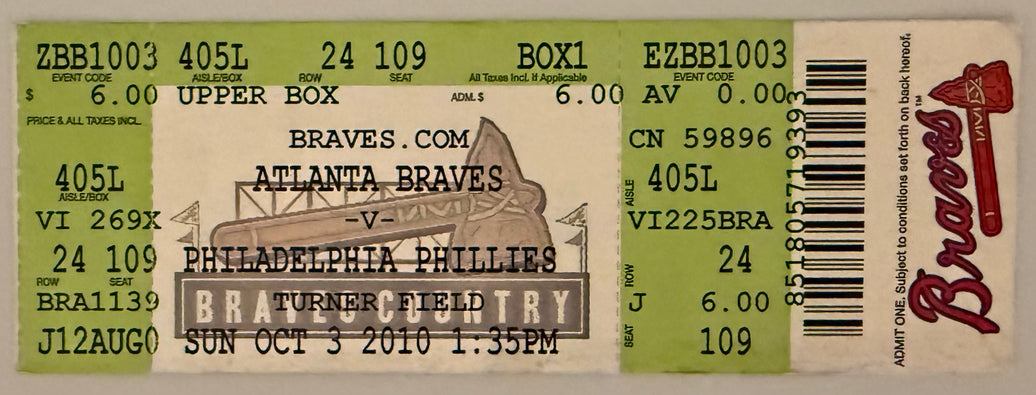 ZBB1003 405L 24 109 BOX1 EZBB1003
EVENT CODE AISLE/BOX ROW SEAT All Taxes Incl. If Applicable EVENT CODE
$ 6.00 UPPER BOX ADM.$ 6.00 AV 0.00
PRICE & ALL TAXES INCL.
BRAVES.COM
CN 59896
405L
AISLE/BOX
ATLANTA BRAVES
AISLE 405L
VI 269X
-V-
VI225BRA
24 109
ROW SEAT
PHILADELPHIA PHILLIES
ROW 24
BRA1139
BRAVES COUNTRY
TURNER FIELD
J 6.00
J12AUG0
SUN OCT 3 2010 1:35PM
SEAT 109
851805719393
ADMIT ONE, Subject to conditions set forth on back hereof.
Braves™